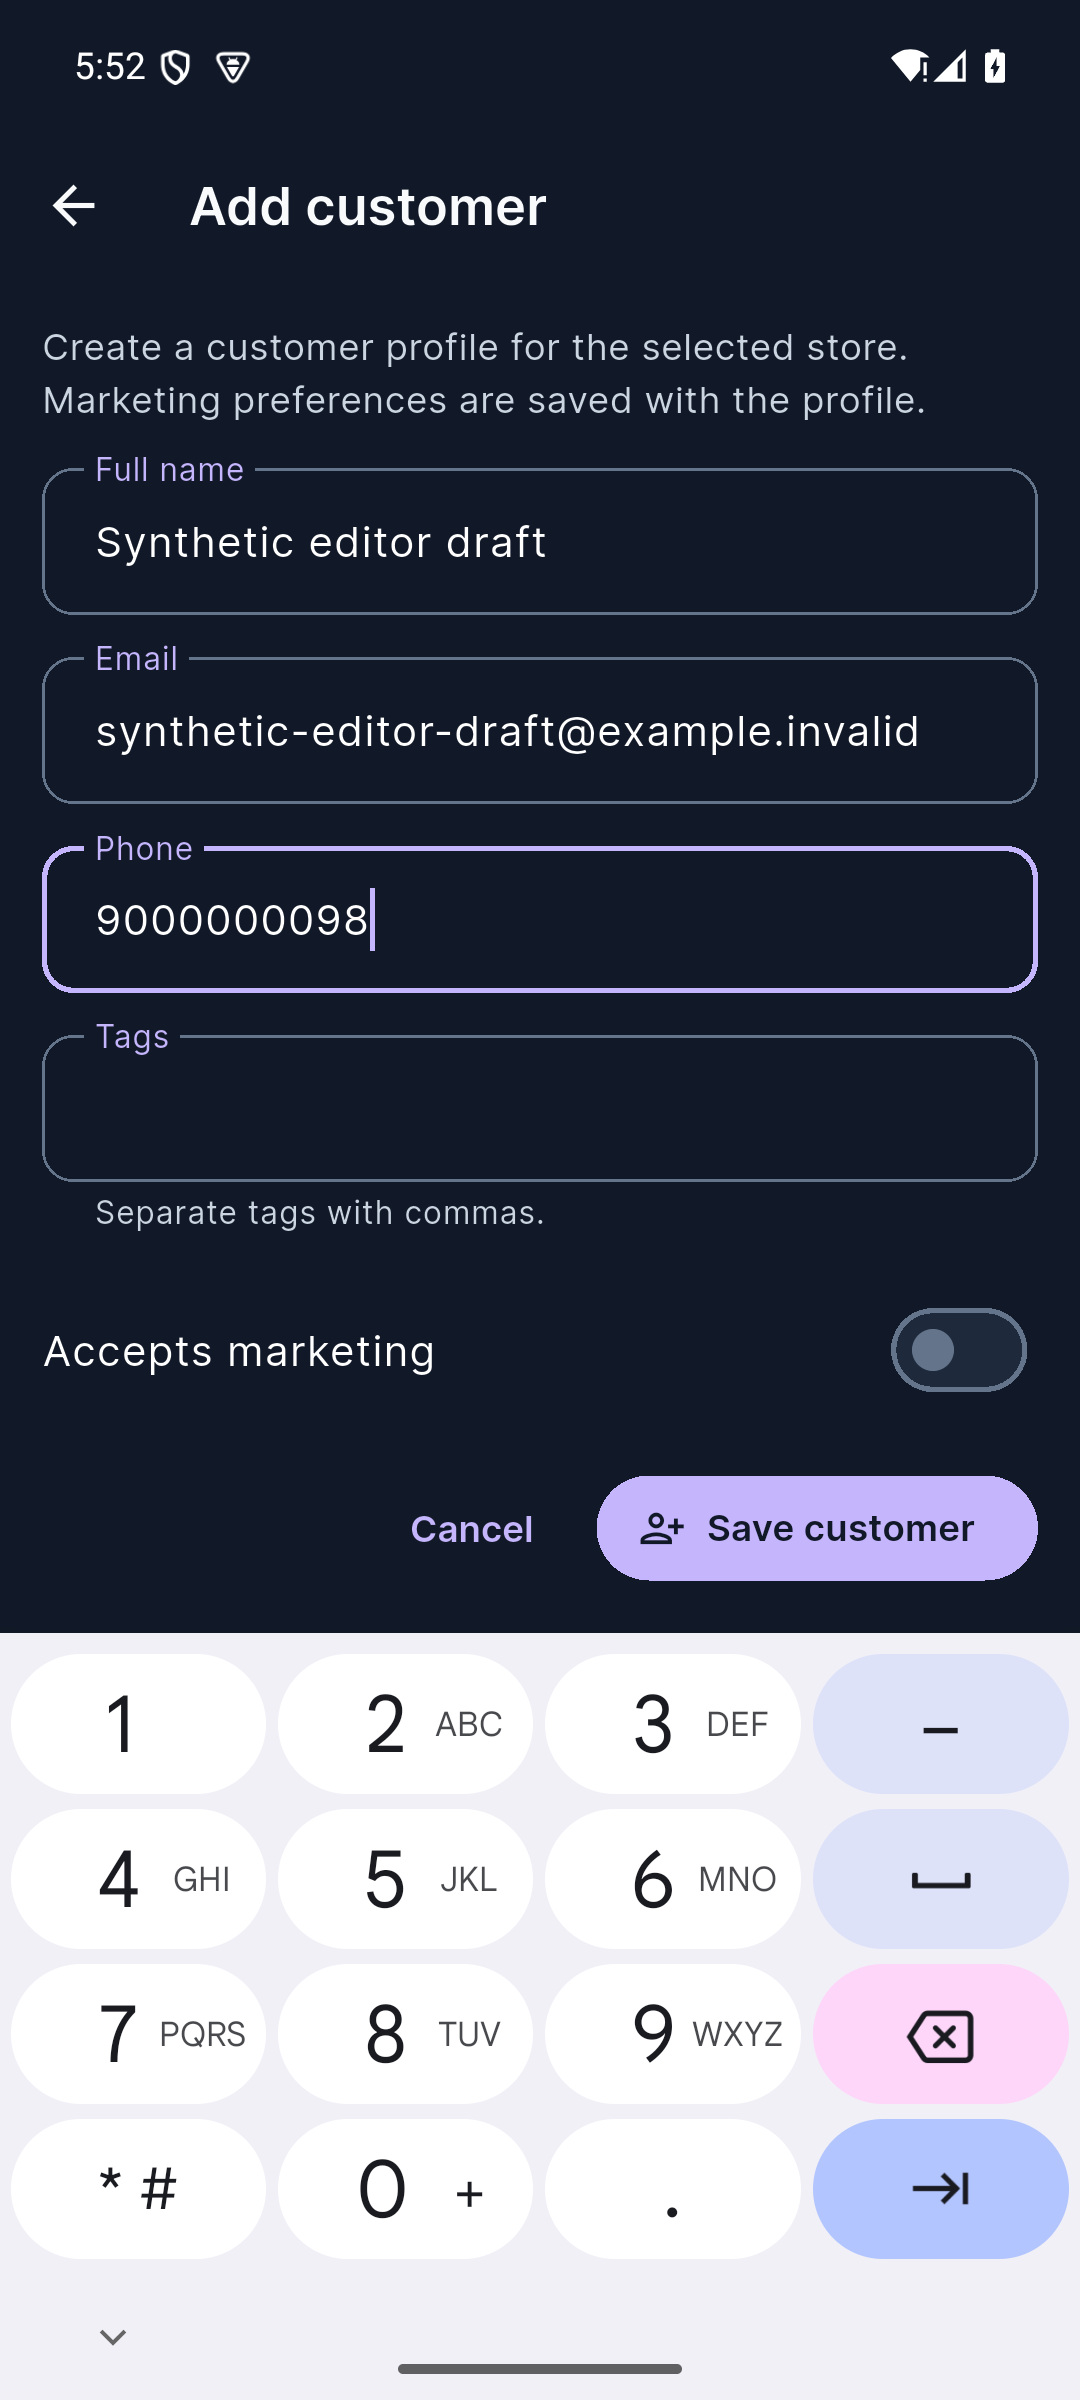 5:52
Add customer
Create a customer profile for the selected store.
Marketing preferences are saved with the profile.
Full name
Synthetic editor draft
Email
synthetic-editor-draft@example.invalid
Phone
9000000098
Tags
Separate tags with commas.
Accepts marketing
Cancel
Save customer
1
2 ABC
3 DEF
–
4 GHI
5 JKL
6 MNO
7 PQRS
8 TUV
9 WXYZ
* #
0 +
.